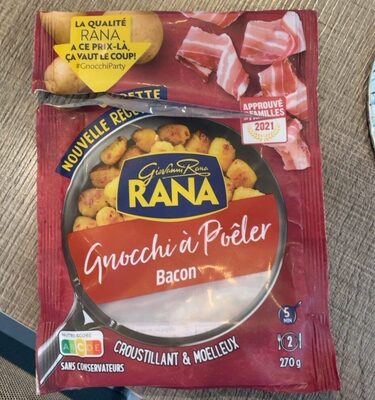 LA QUALITÉ
RANA
À CE PRIX-LÀ,
ÇA VAUT LE COUP!
#GnocchiParty
NOUVELLE RECETTE
APPROUVÉ
FAMILLES
2021
Giovanni Rana
RANA
Gnocchi à Poêler
Bacon
5
MIN
NUTRI-SCORE
SANS CONSERVATEURS
CROUSTILLANT & MOELLEUX
2
270g